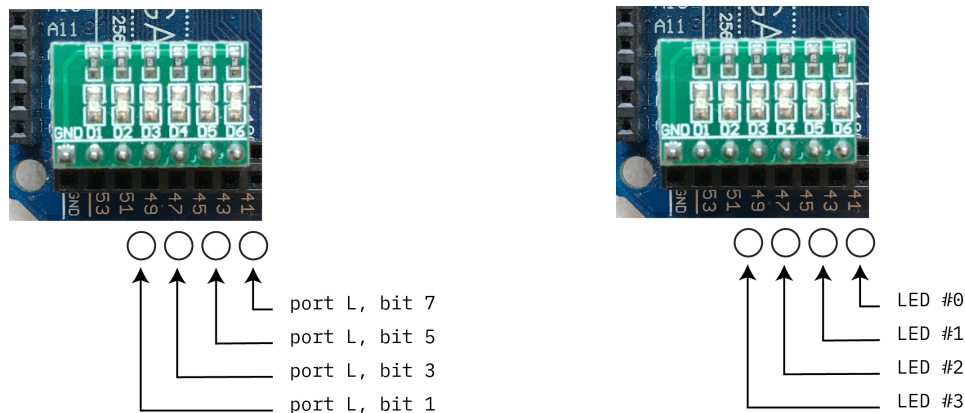 A11
256
GND D1 D2 D3 D4 D5 D6
GND 53 51 49 47 45 43 41
port L, bit 7
port L, bit 5
port L, bit 3
port L, bit 1
A11
256
GND D1 D2 D3 D4 D5 D6
GND 53 51 49 47 45 43 41
LED #0
LED #1
LED #2
LED #3